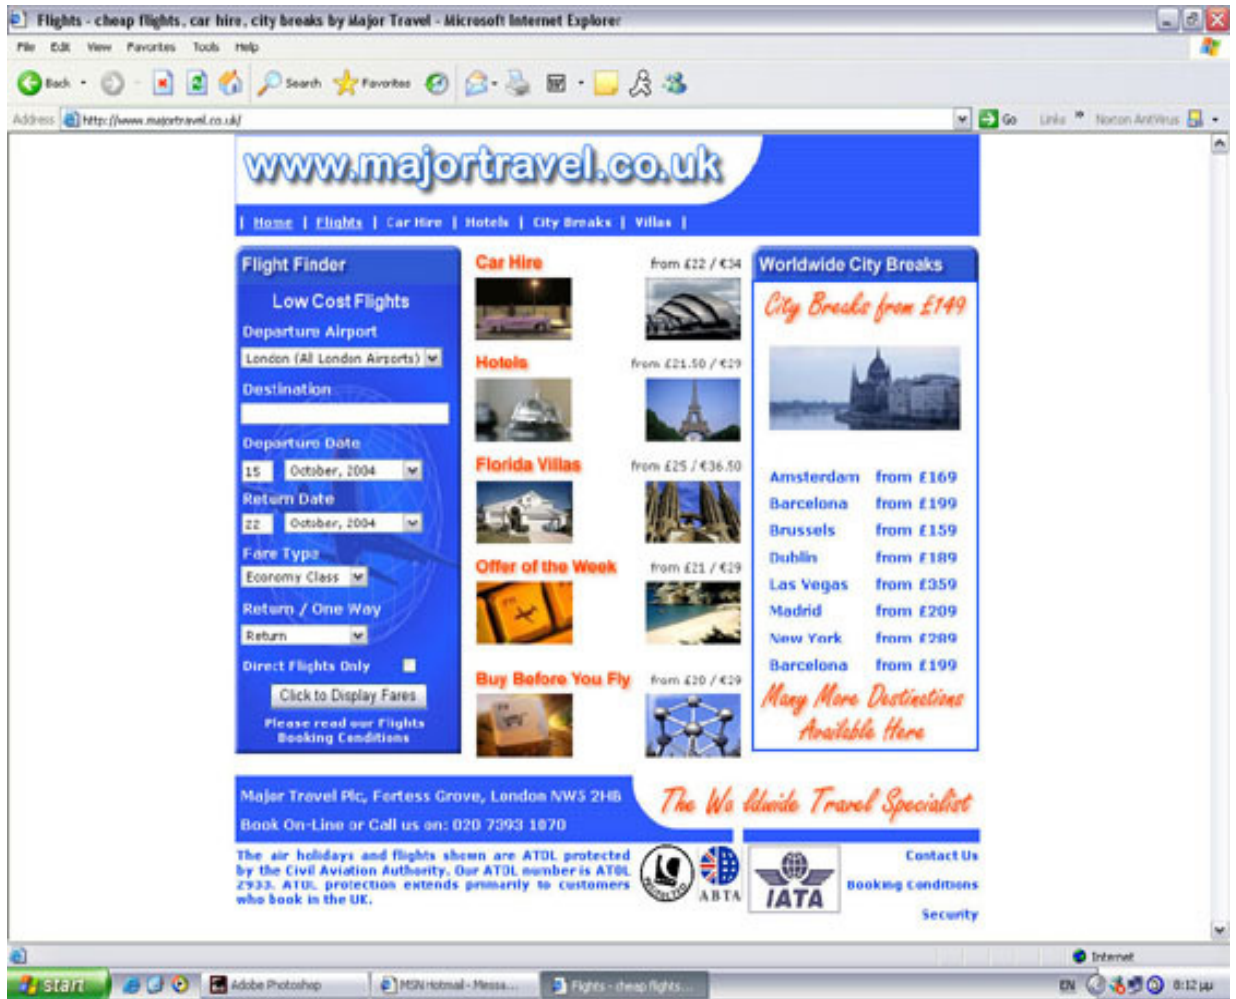 Flights - cheap flights, car hire, city breaks by Major Travel - Microsoft Internet Explorer
File Edit View Favorites Tools Help
Back Search Favorites
Address http://www.majortravel.co.uk/ Go Links » Norton AntiVirus
www.majortravel.co.uk
| Home | Flights | Car Hire | Hotels | City Breaks | Villas |
Flight Finder
Low Cost Flights
Departure Airport
London (All London Airports)
Destination
Departure Date
15 October, 2004
Return Date
22 October, 2004
Fare Type
Economy Class
Return / One Way
Return
Direct Flights Only
Click to Display Fares
Please read our Flights
Booking Conditions
Car Hire from £22 / €34
Hotels from £21.50 / €29
Florida Villas from £25 / €36.50
Offer of the Week from £21 / €29
Buy Before You Fly from £20 / €29
Worldwide City Breaks
City Breaks from £149
Amsterdam from £169
Barcelona from £199
Brussels from £159
Dublin from £189
Las Vegas from £359
Madrid from £209
New York from £289
Barcelona from £199
Many More Destinations
Available Here
Major Travel Plc, Fortess Grove, London NW5 2HB
Book On-Line or Call us on: 020 7393 1070
The Wo ldwide Travel Specialist
The air holidays and flights shown are ATOL protected
by the Civil Aviation Authority. Our ATOL number is ATOL
2933. ATOL protection extends primarily to customers
who book in the UK.
ABTA
IATA
Contact Us
Booking Conditions
Security
Internet
start Adobe Photoshop MSN Hotmail - Messa... Flights - cheap flights... EN 8:12 μμ